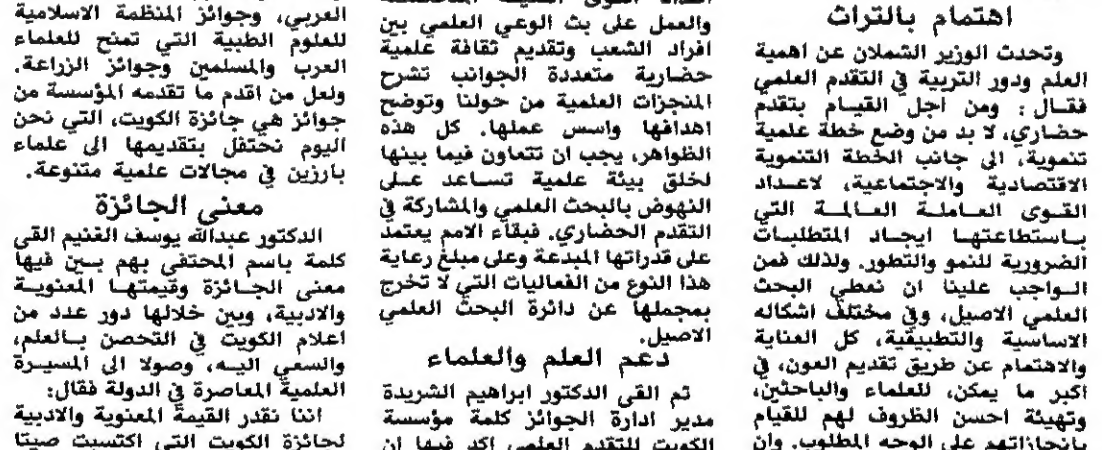 اهتمام بالتراث
وتحدث الوزير الشملان عن اهمية
العلم ودور التربية في التقدم العلمي
فقال : ومن اجل القيام بتقدم
حضاري، لا بد من وضع خطة علمية
تنموية، الى جانب الخطة التنموية
الاقتصادية والاجتماعية، لاعداد
القوى العاملة العالمة التي
باستطاعتها ايجاد المتطلبات
الضرورية للنمو والتطور. ولذلك فمن
الواجب علينا ان نعطي البحث
العلمي الاصيل، وفي مختلف اشكاله
الاساسية والتطبيقية، كل العناية
والاهتمام عن طريق تقديم العون، في
اكبر ما يمكن، للعلماء والباحثين،
وتهيئة احسن الظروف لهم للقيام
بانجازاتهم على الوجه المطلوب. وان
والعمل على بث الوعي العلمي بين
افراد الشعب وتقديم ثقافة علمية
حضارية متعددة الجوانب تشرح
المنجزات العلمية من حولنا وتوضح
اهدافها واسس عملها. كل هذه
الظواهر، يجب ان تتعاون فيما بينها
لخلق بيئة علمية تساعد على
النهوض بالبحث العلمي والمشاركة في
التقدم الحضاري. فبقاء الامم يعتمد
على قدراتها المبدعة وعلى مبلغ رعاية
هذا النوع من الفعاليات التي لا تخرج
بمجملها عن دائرة البحث العلمي
الاصيل.
دعم العلم والعلماء
ثم القى الدكتور ابراهيم الشريدة
مدير ادارة الجوائز كلمة مؤسسة
الكويت للتقدم العلمي اكد فيها ان
العربي، وجوائز المنظمة الاسلامية
للعلوم الطبية التي تمنح للعلماء
العرب والمسلمين وجوائز الزراعة.
ولعل من اقدم ما تقدمه المؤسسة من
جوائز هي جائزة الكويت، التي نحن
اليوم نحتفل بتقديمها الى علماء
بارزين في مجالات علمية متنوعة.
معنى الجائزة
الدكتور عبدالله يوسف الغنيم القى
كلمة باسم المحتفى بهم بين فيها
معنى الجائزة وقيمتها المعنوية
والادبية، وبين خلالها دور عدد من
اعلام الكويت في التحصن بالعلم،
والسعي اليه، وصولا الى المسيرة
العلمية المعاصرة في الدولة فقال:
اننا نقدر القيمة المعنوية والادبية
لجائزة الكويت التي اكتسبت صيتا